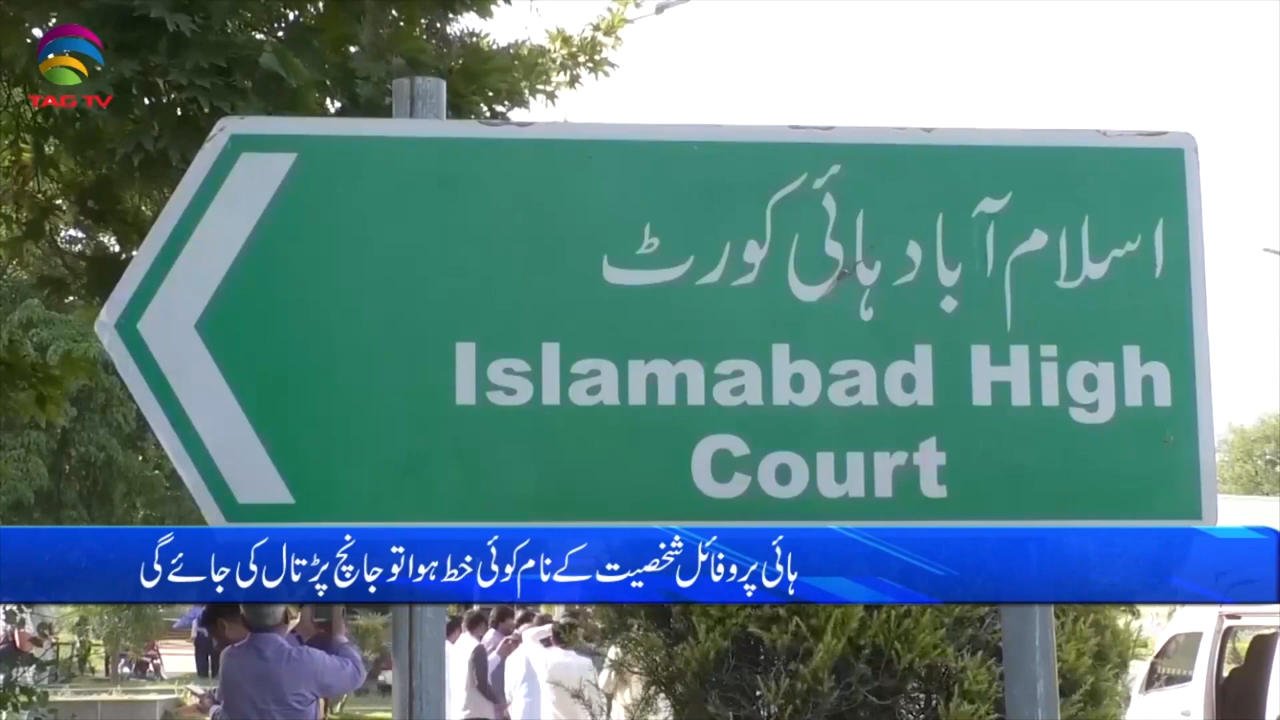 TAG TV
اسلام آباد ہائی کورٹ
Islamabad High
Court
ہائی پروفائل شخصیت کے نام کوئی خط ہوا تو جانچ پڑتال کی جائے گی